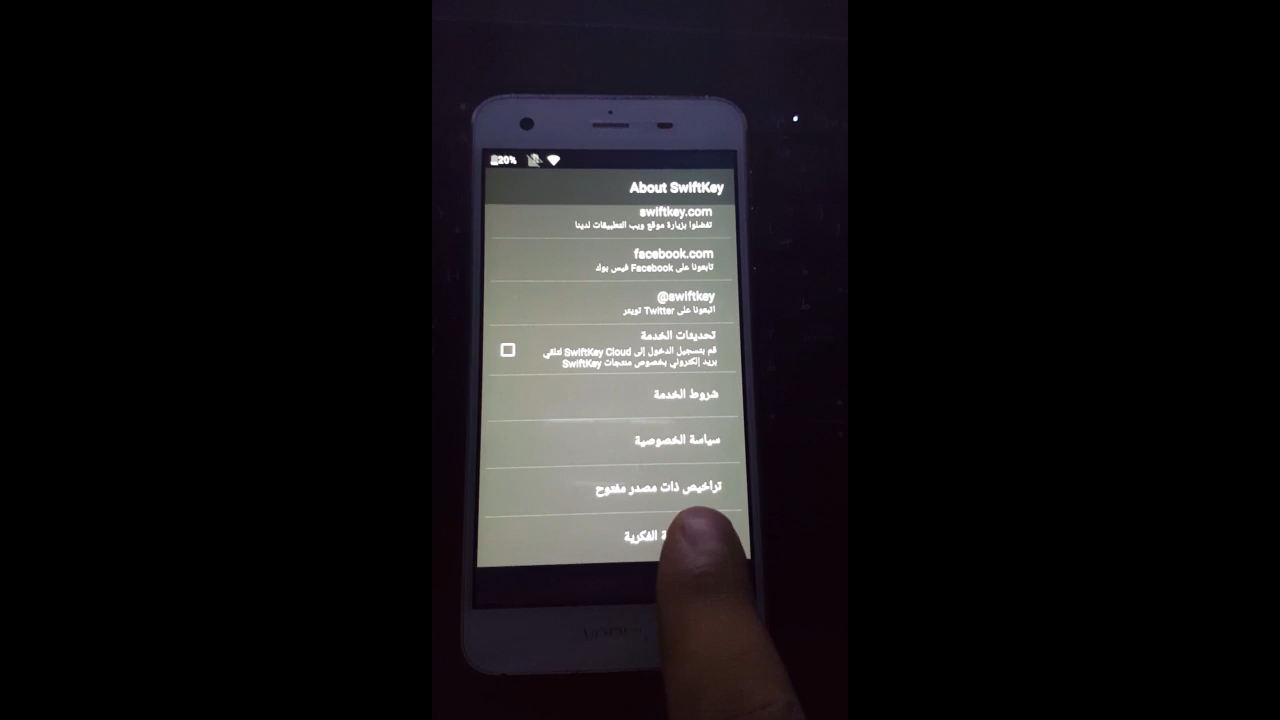 20%
About SwiftKey
swiftkey.com
تفضلوا بزيارة موقع ويب التطبيقات لدينا
facebook.com
تابعونا على Facebook فيس بوك
@swiftkey
اتبعونا على Twitter تويتر
تحديثات الخدمة
قم بتسجيل الدخول إلى SwiftKey Cloud لتلقي
بريد إلكتروني بخصوص منتجات SwiftKey
شروط الخدمة
سياسة الخصوصية
تراخيص ذات مصدر مفتوح
الفكرية